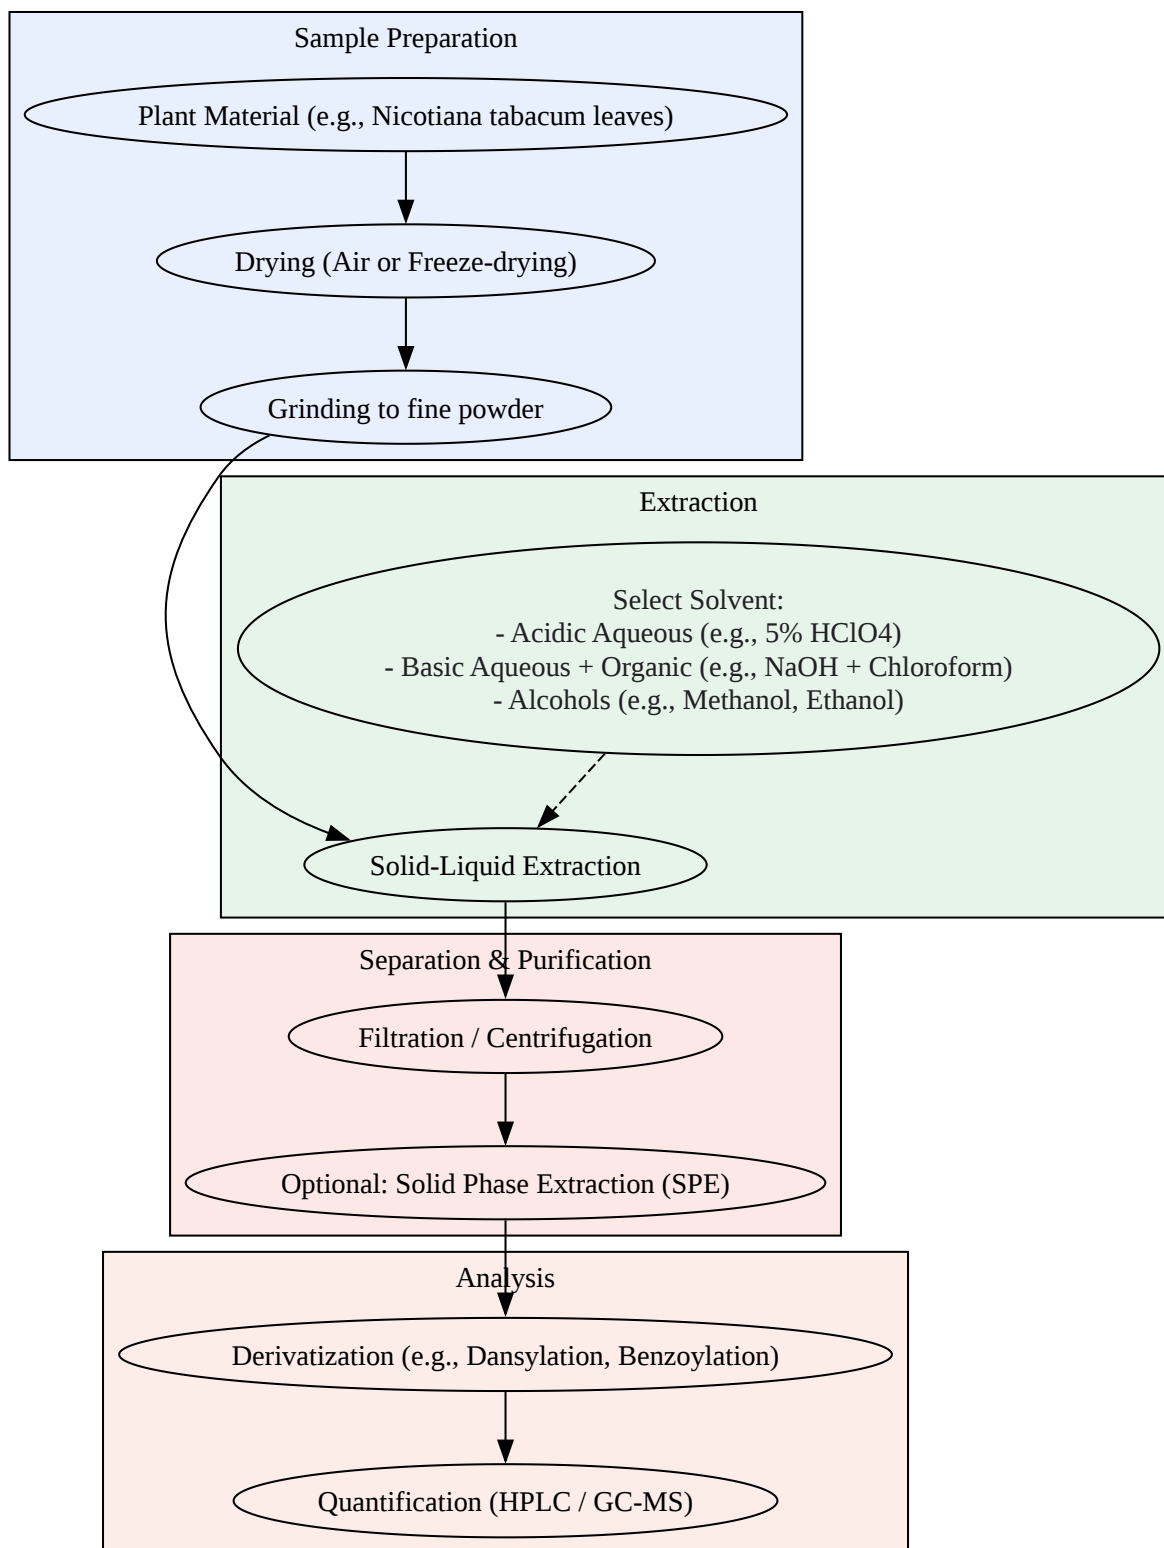 Sample Preparation
Plant Material (e.g., Nicotiana tabacum leaves)
Drying (Air or Freeze-drying)
Grinding to fine powder
Extraction
Select Solvent:
- Acidic Aqueous (e.g., 5% HClO4)
- Basic Aqueous + Organic (e.g., NaOH + Chloroform)
- Alcohols (e.g., Methanol, Ethanol)
Solid-Liquid Extraction
Separation & Purification
Filtration / Centrifugation
Optional: Solid Phase Extraction (SPE)
Analysis
Derivatization (e.g., Dansylation, Benzoylation)
Quantification (HPLC / GC-MS)